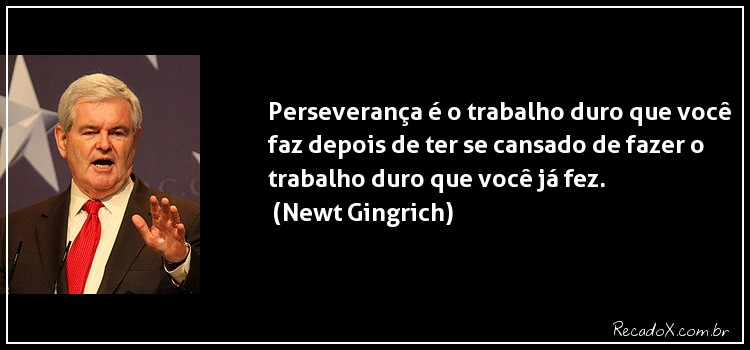 Perseverança é o trabalho duro que você
faz depois de ter se cansado de fazer o
trabalho duro que você já fez.
(Newt Gingrich)
RecadoX.com.br